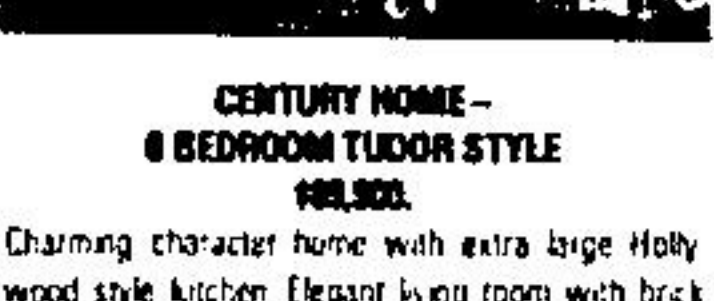 CENTURY HOME –
BEDROOM TUDOR STYLE
Charming character home with extra large Holly
wood style kitchen. Elegant living room with brick